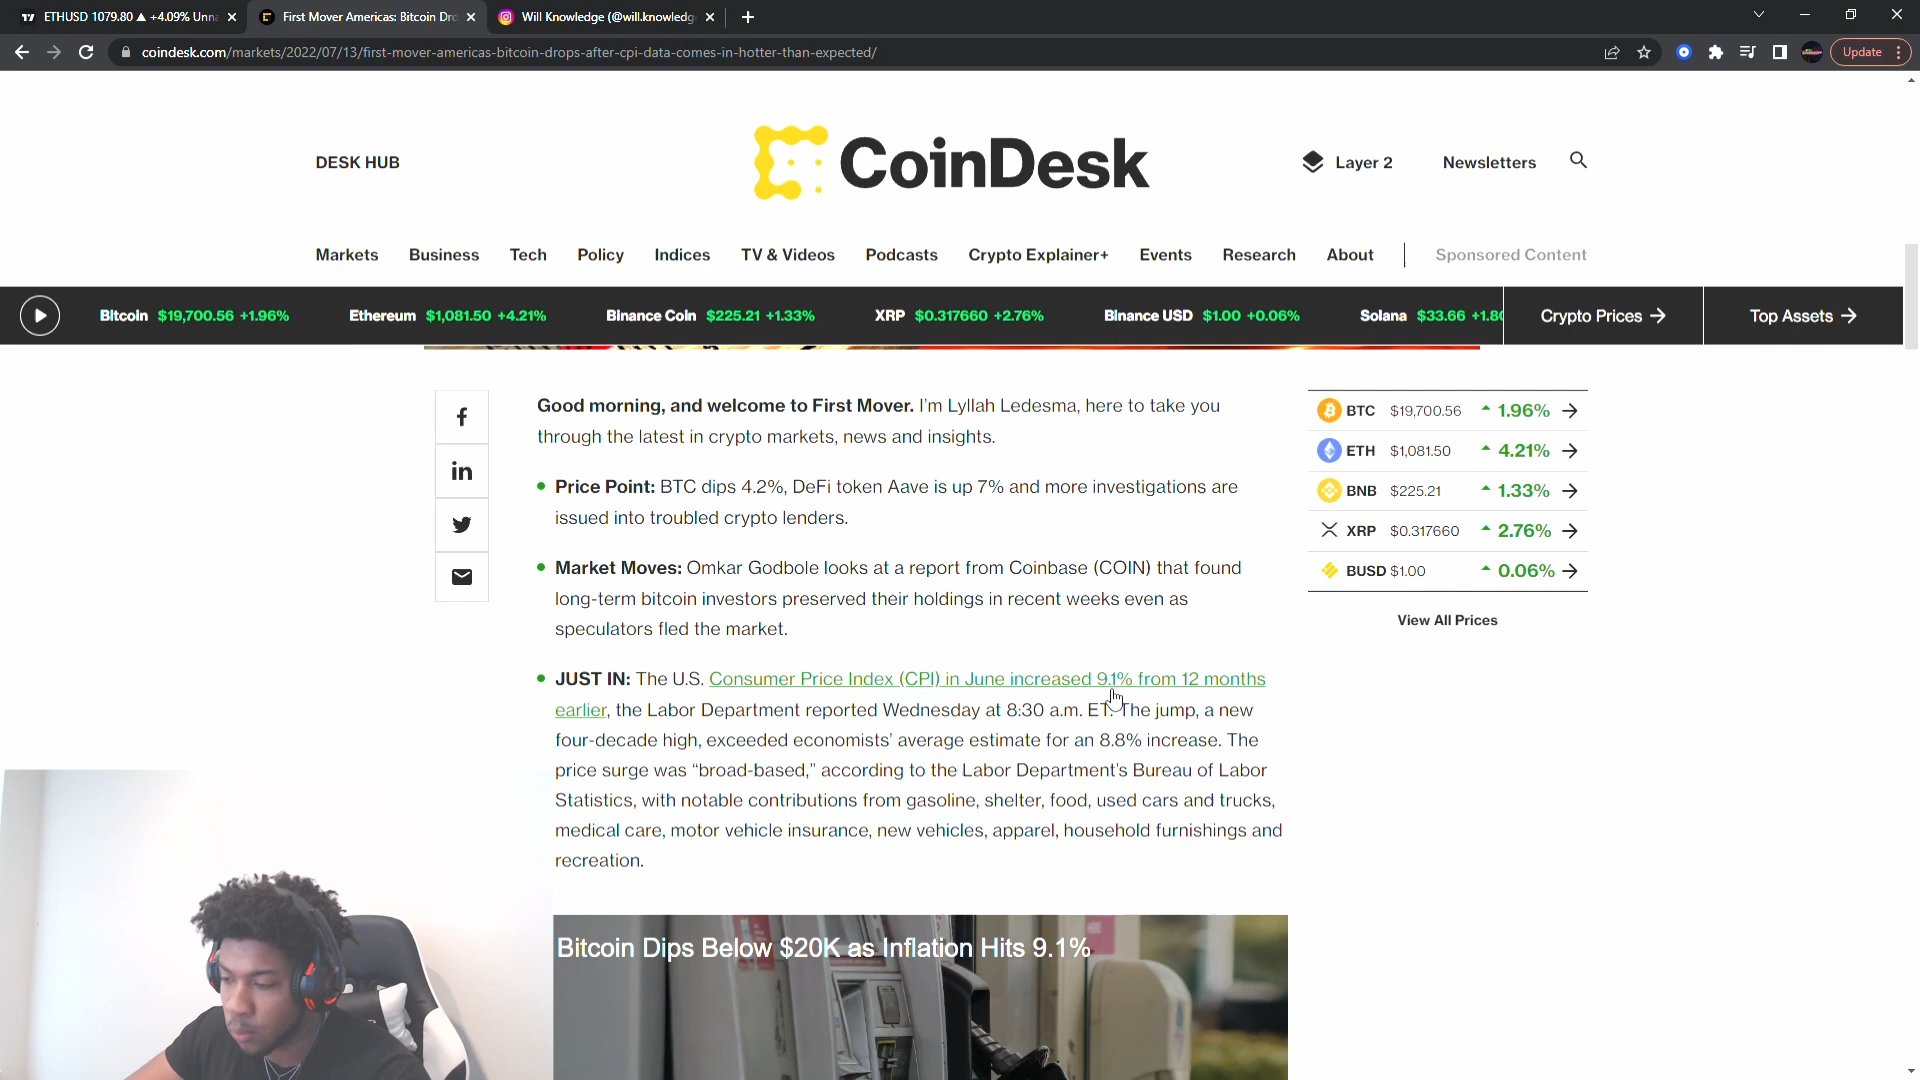 ETHUSD 1079.80 ▲ +4.09% Unna
First Mover Americas: Bitcoin Dro
Will Knowledge (@will.knowledg
coindesk.com/markets/2022/07/13/first-mover-americas-bitcoin-drops-after-cpi-data-comes-in-hotter-than-expected/
Update
DESK HUB
CoinDesk
Layer 2
Newsletters
Markets Business Tech Policy Indices TV & Videos Podcasts Crypto Explainer+ Events Research About Sponsored Content
Bitcoin $19,700.56 +1.96% Ethereum $1,081.50 +4.21% Binance Coin $225.21 +1.33% XRP $0.317660 +2.76% Binance USD $1.00 +0.06% Solana $33.66 +1.80 Crypto Prices → Top Assets →
Good morning, and welcome to First Mover. I'm Lyllah Ledesma, here to take you
through the latest in crypto markets, news and insights.
• Price Point: BTC dips 4.2%, DeFi token Aave is up 7% and more investigations are
issued into troubled crypto lenders.
• Market Moves: Omkar Godbole looks at a report from Coinbase (COIN) that found
long-term bitcoin investors preserved their holdings in recent weeks even as
speculators fled the market.
• JUST IN: The U.S. Consumer Price Index (CPI) in June increased 9.1% from 12 months
earlier, the Labor Department reported Wednesday at 8:30 a.m. ET. The jump, a new
four-decade high, exceeded economists' average estimate for an 8.8% increase. The
price surge was “broad-based,” according to the Labor Department's Bureau of Labor
Statistics, with notable contributions from gasoline, shelter, food, used cars and trucks,
medical care, motor vehicle insurance, new vehicles, apparel, household furnishings and
recreation.
BTC $19,700.56 1.96% →
ETH $1,081.50 4.21% →
BNB $225.21 1.33% →
XRP $0.317660 2.76% →
BUSD $1.00 0.06% →
View All Prices
Bitcoin Dips Below $20K as Inflation Hits 9.1%